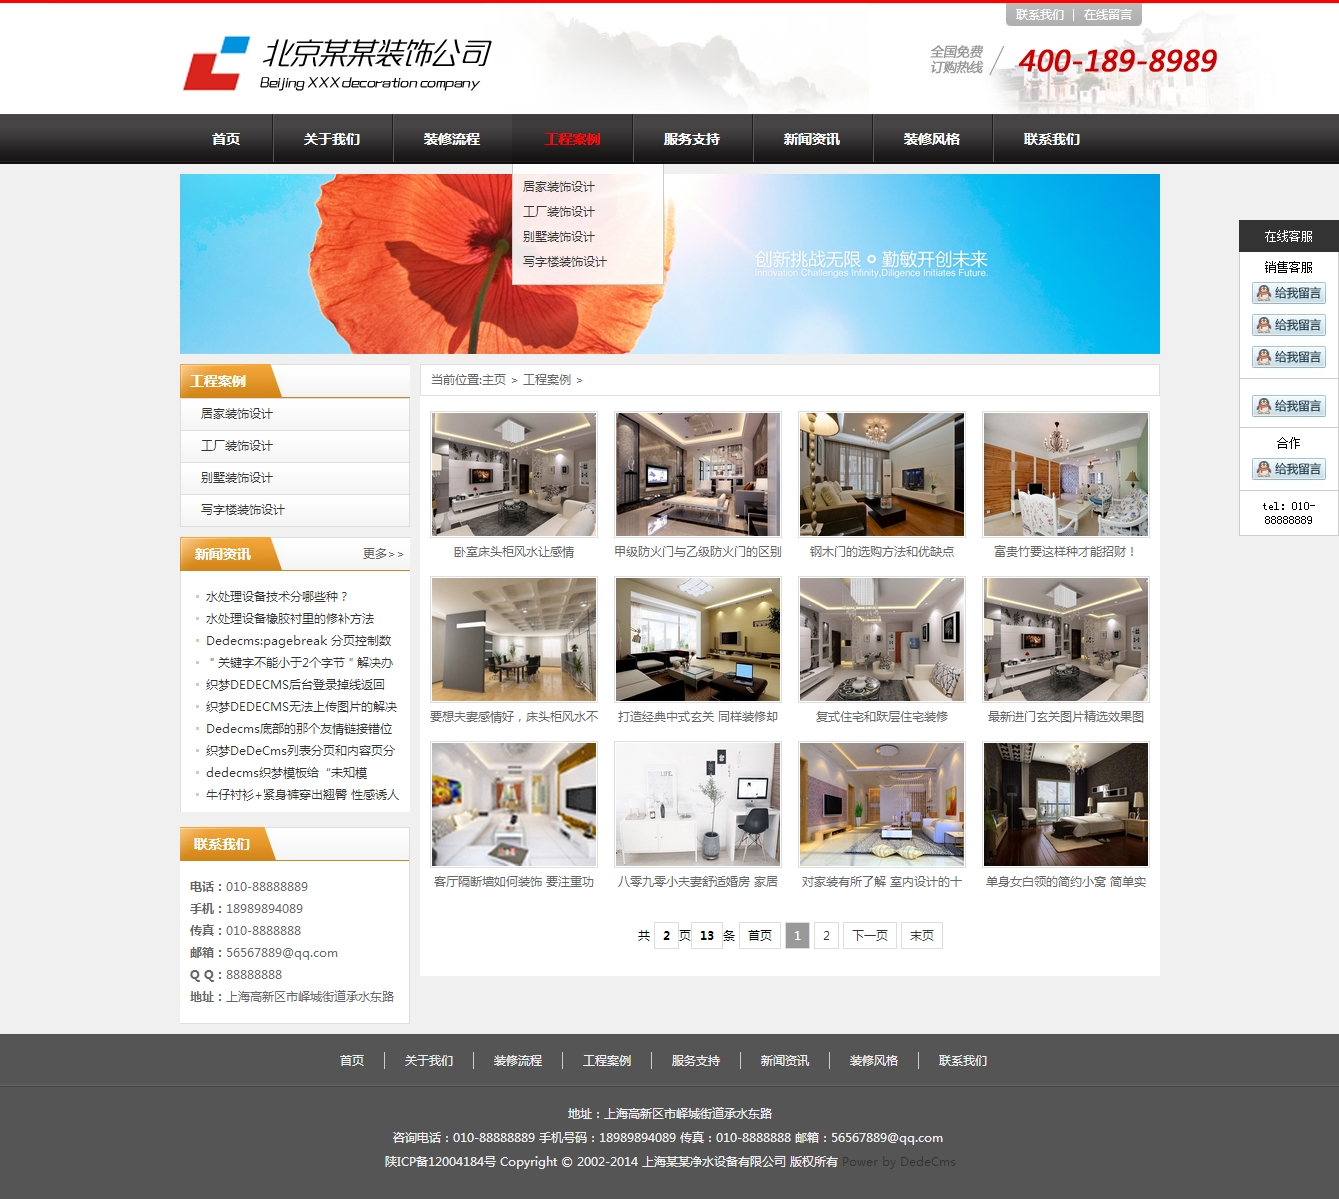 联系我们 | 在线留言
北京某某装饰公司
Beijing XXX decoration company
全国免费
订购热线
400-189-8989
首页 关于我们 装修流程 工程案例 服务支持 新闻资讯 装修风格 联系我们
居家装饰设计
工厂装饰设计
别墅装饰设计
写字楼装饰设计
创新挑战无限 勤敏开创未来
Innovation Challenges Infinity,Diligence Initiates Future.
在线客服
销售客服
给我留言
给我留言
给我留言
给我留言
合作
给我留言
tel: 010-
88888889
工程案例
居家装饰设计
工厂装饰设计
别墅装饰设计
写字楼装饰设计
新闻资讯 更多>>
水处理设备技术分哪些种？
水处理设备橡胶衬里的修补方法
Dedecms:pagebreak 分页控制数
＂关键字不能小于2个字节＂解决办
织梦DEDECMS后台登录掉线返回
织梦DEDECMS无法上传图片的解决
Dedecms底部的那个友情链接错位
织梦DeDeCms列表分页和内容页分
dedecms织梦模板给“未知模
牛仔衬衫+紧身裤穿出翘臀 性感诱人
联系我们
电话：010-88888889
手机：18989894089
传真：010-8888888
邮箱：56567889@qq.com
Q Q：88888888
地址：上海高新区市峄城街道承水东路
当前位置:主页 > 工程案例 >
卧室床头柜风水让感情 甲级防火门与乙级防火门的区别 钢木门的选购方法和优缺点 富贵竹要这样种才能招财！
要想夫妻感情好，床头柜风水不 打造经典中式玄关 同样装修却 复式住宅和跃层住宅装修 最新进门玄关图片精选效果图
客厅隔断墙如何装饰 要注重功 八零九零小夫妻舒适婚房 家居 对家装有所了解 室内设计的十 单身女白领的简约小窝 简单实
共 2 页 13 条 首页 1 2 下一页 末页
首页 关于我们 装修流程 工程案例 服务支持 新闻资讯 装修风格 联系我们
地址：上海高新区市峄城街道承水东路
咨询电话：010-88888889 手机号码：18989894089 传真：010-8888888 邮箱：56567889@qq.com
陕ICP备12004184号 Copyright © 2002-2014 上海某某净水设备有限公司 版权所有 Power by DedeCms